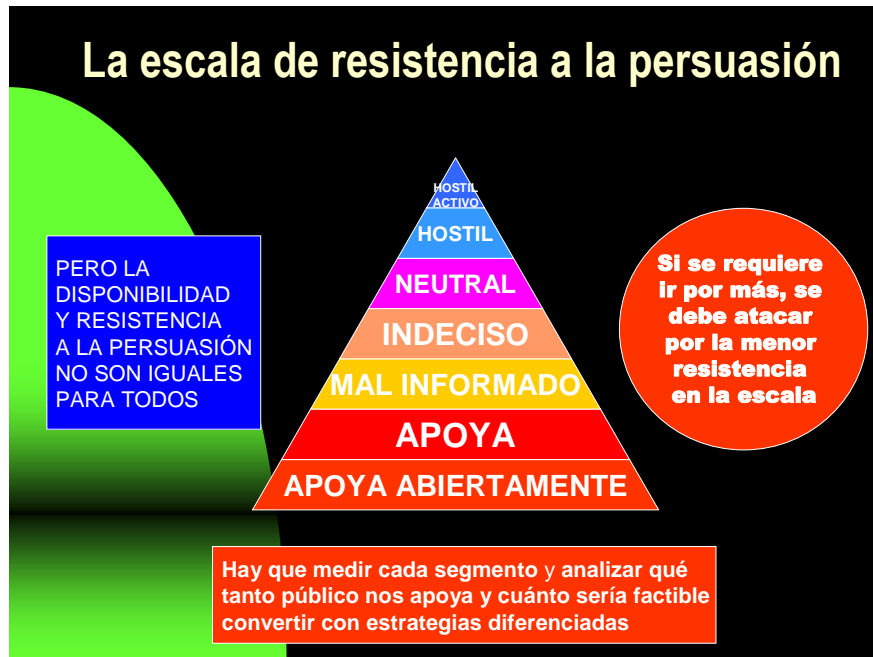 La escala de resistencia a la persuasión
HOSTIL
ACTIVO
HOSTIL
NEUTRAL
INDECISO
MAL INFORMADO
APOYA
APOYA ABIERTAMENTE
PERO LA
DISPONIBILIDAD
Y RESISTENCIA
A LA PERSUASIÓN
NO SON IGUALES
PARA TODOS
Si se requiere
ir por más, se
debe atacar
por la menor
resistencia
en la escala
Hay que medir cada segmento y analizar qué
tanto público nos apoya y cuánto sería factible
convertir con estrategias diferenciadas